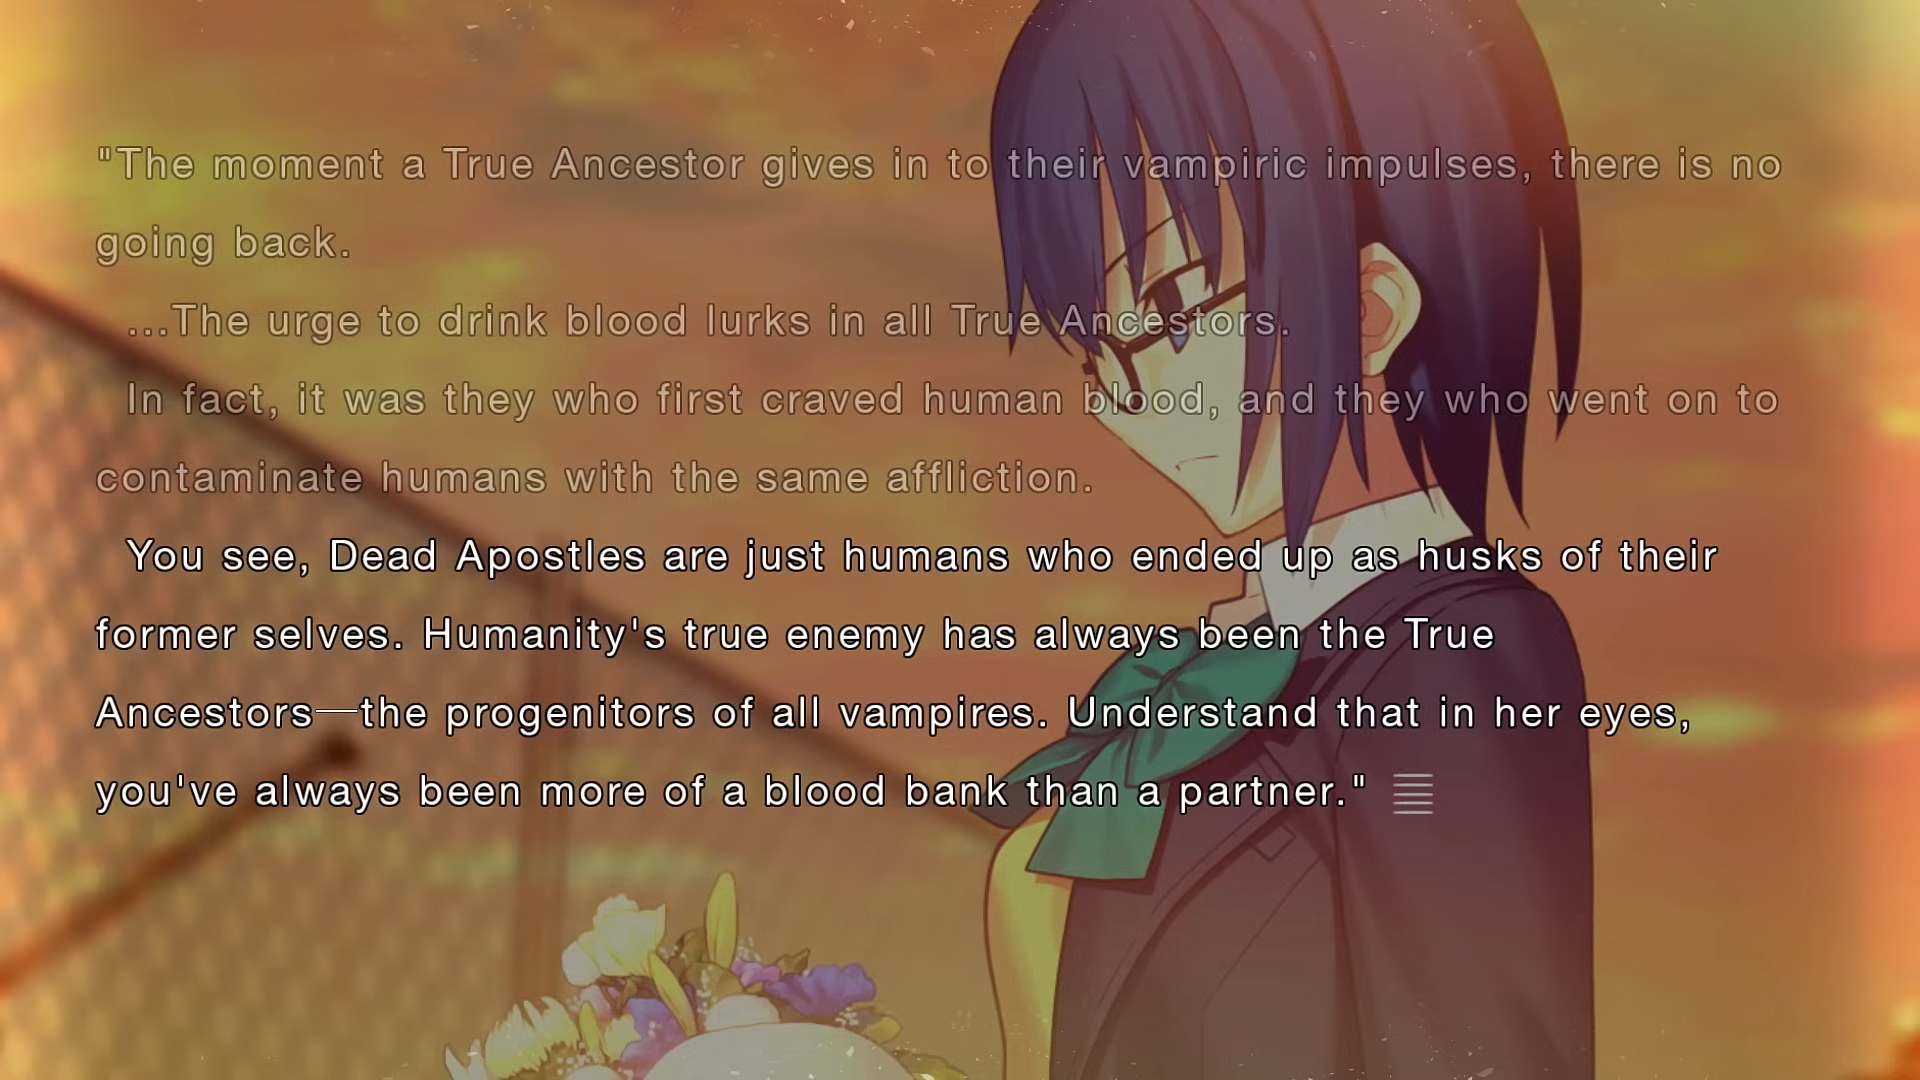 "The moment a True Ancestor gives in to their vampiric impulses, there is no
going back.
...The urge to drink blood lurks in all True Ancestors.
In fact, it was they who first craved human blood, and they who went on to
contaminate humans with the same affliction.
You see, Dead Apostles are just humans who ended up as husks of their
former selves. Humanity's true enemy has always been the True
Ancestors—the progenitors of all vampires. Understand that in her eyes,
you've always been more of a blood bank than a partner."